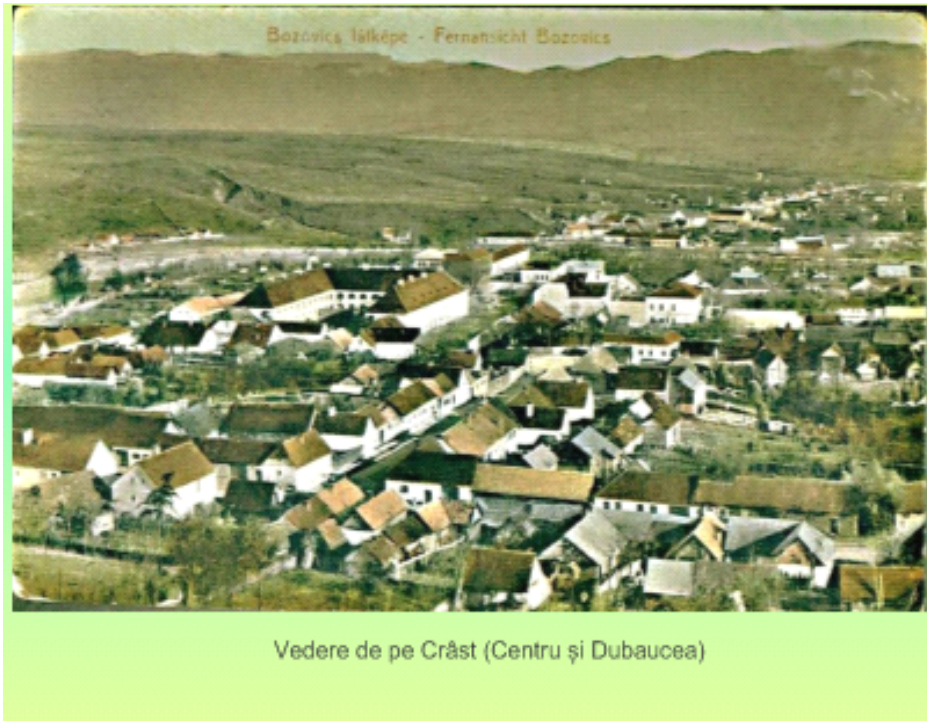 Bozovics látképe - Fernansicht Bozovics
Vedere de pe Crâst (Centru și Dubaucea)